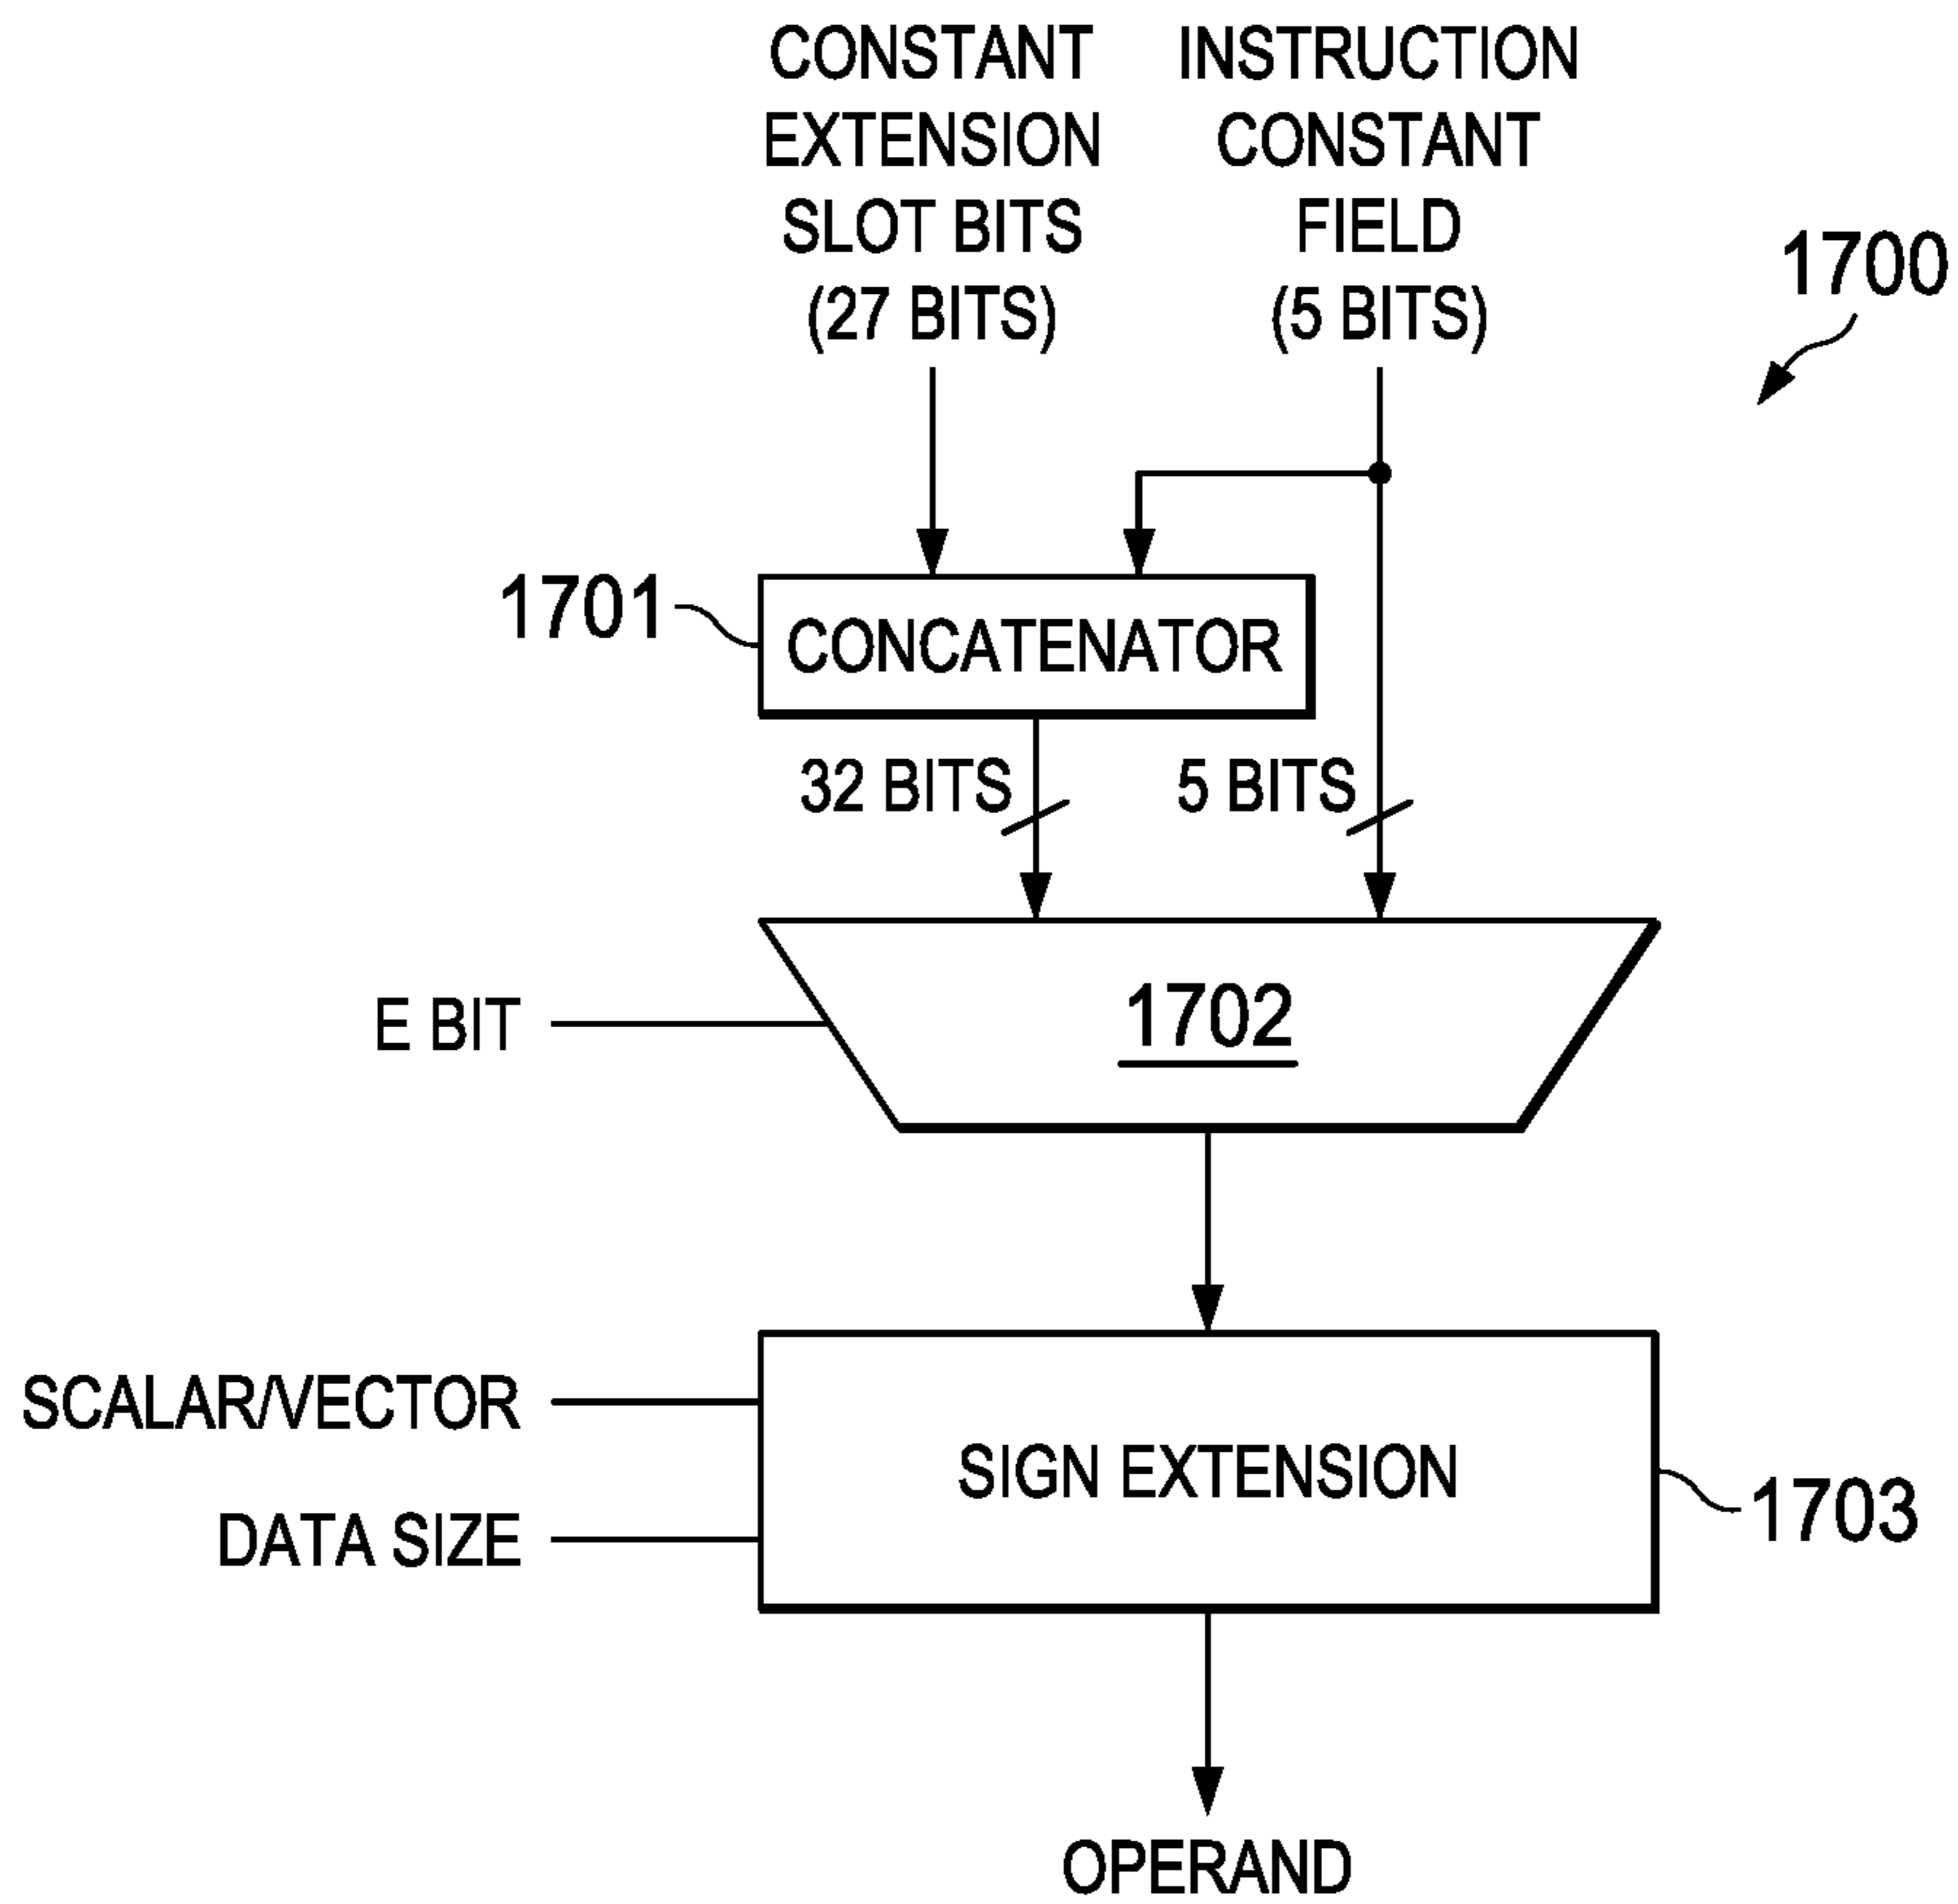 CONSTANT
EXTENSION
SLOT BITS
(27 BITS)
INSTRUCTION
CONSTANT
FIELD
(5 BITS)
1700
1701
CONCATENATOR
32 BITS
5 BITS
E BIT
1702
SCALAR/VECTOR
DATA SIZE
SIGN EXTENSION
1703
OPERAND